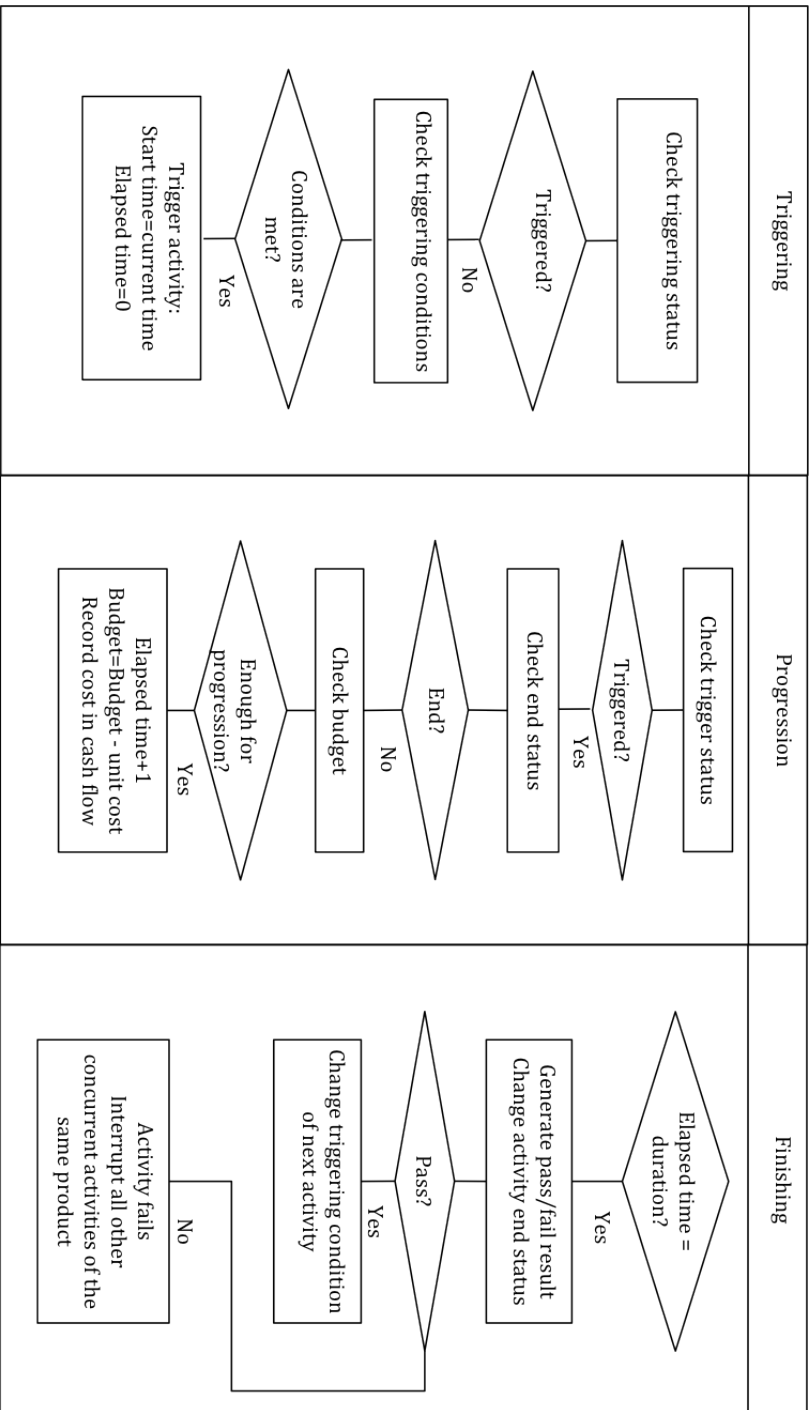 Triggering
Check triggering status
Triggered?
No
Check triggering conditions
Conditions are
met?
Yes
Trigger activity:
Start time=current time
Elapsed time=0
Progression
Check trigger status
Triggered?
Yes
Check end status
End?
No
Check budget
Enough for
progression?
Yes
Elapsed time+1
Budget=Budget - unit cost
Record cost in cash flow
Finishing
Elapsed time =
duration?
Yes
Generate pass/fail result
Change activity end status
Pass?
Yes
Change triggering condition
of next activity
No
Activity fails
Interrupt all other
concurrent activities of the
same product